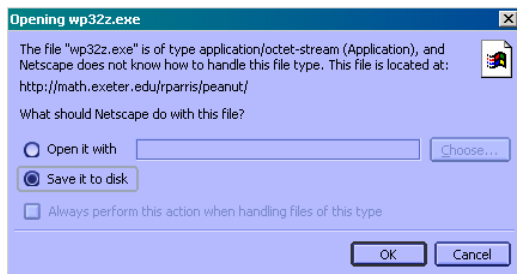 Opening wp32z.exe
The file "wp32z.exe" is of type application/octet-stream (Application), and
Netscape does not know how to handle this file type. This file is located at:
http://math.exeter.edu/rparris/peanut/
What should Netscape do with this file?
Open it with
Choose...
Save it to disk
Always perform this action when handling files of this type
OK
Cancel